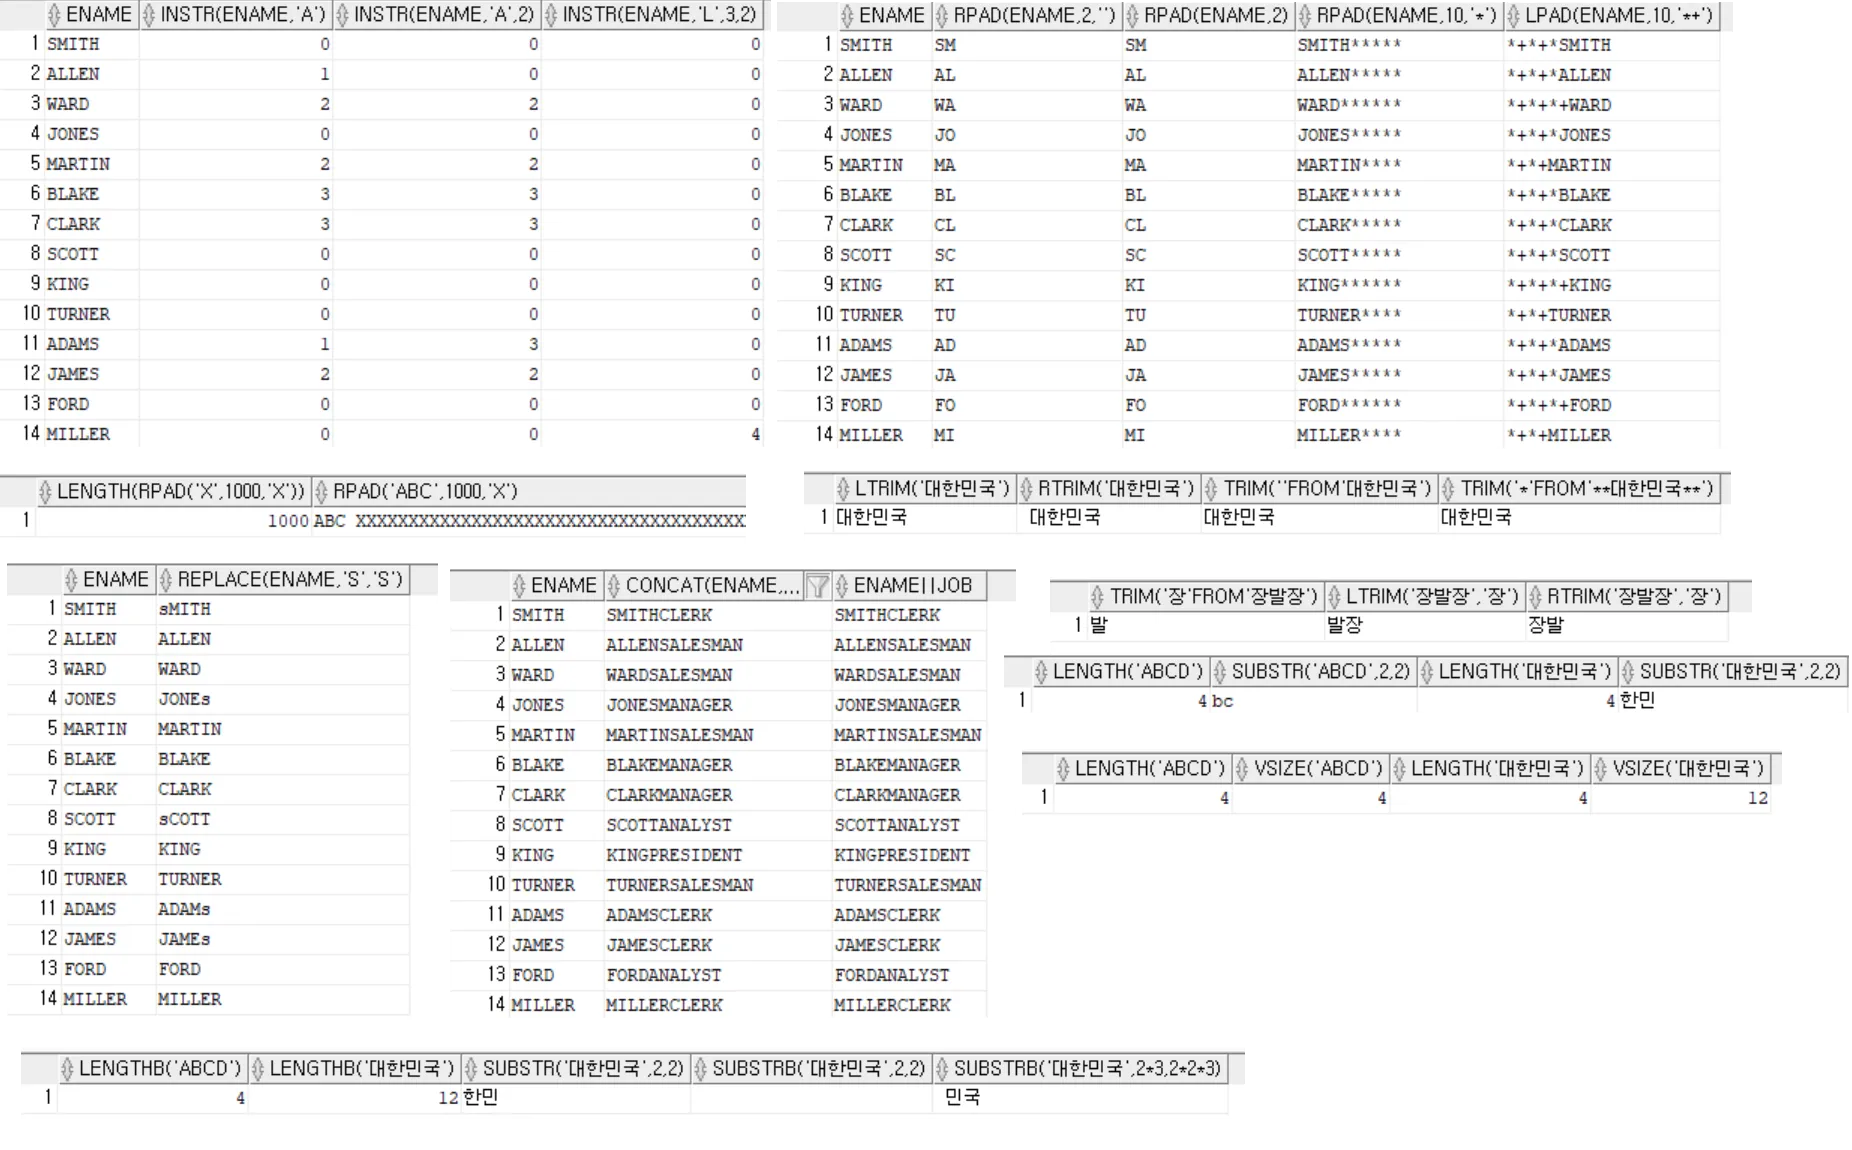 ENAME INSTR(ENAME,'A') INSTR(ENAME,'A',2) INSTR(ENAME,'L',3,2)
1 SMITH 0 0 0
2 ALLEN 1 0 0
3 WARD 2 2 0
4 JONES 0 0 0
5 MARTIN 2 2 0
6 BLAKE 3 3 0
7 CLARK 3 3 0
8 SCOTT 0 0 0
9 KING 0 0 0
10 TURNER 0 0 0
11 ADAMS 1 3 0
12 JAMES 2 2 0
13 FORD 0 0 0
14 MILLER 0 0 4
ENAME RPAD(ENAME,2,'') RPAD(ENAME,2) RPAD(ENAME,10,'*') LPAD(ENAME,10,'*+')
1 SMITH SM SM SMITH***** *+*+*SMITH
2 ALLEN AL AL ALLEN***** *+*+*ALLEN
3 WARD WA WA WARD****** *+*+*+WARD
4 JONES JO JO JONES***** *+*+*JONES
5 MARTIN MA MA MARTIN**** *+*+MARTIN
6 BLAKE BL BL BLAKE***** *+*+*BLAKE
7 CLARK CL CL CLARK***** *+*+*CLARK
8 SCOTT SC SC SCOTT***** *+*+*SCOTT
9 KING KI KI KING****** *+*+*+KING
10 TURNER TU TU TURNER**** *+*+TURNER
11 ADAMS AD AD ADAMS***** *+*+*ADAMS
12 JAMES JA JA JAMES***** *+*+*JAMES
13 FORD FO FO FORD****** *+*+*+FORD
14 MILLER MI MI MILLER**** *+*+MILLER
LENGTH(RPAD('X',1000,'X')) RPAD('ABC',1000,'X')
1 1000 ABC XXXXXXXXXXXXXXXXXXXXXXXXXXXXXXXXXXXXX
LTRIM('대한민국') RTRIM('대한민국') TRIM(''FROM'대한민국') TRIM('*'FROM'**대한민국**')
1 대한민국 대한민국 대한민국 대한민국
ENAME REPLACE(ENAME,'S','S')
1 SMITH sMITH
2 ALLEN ALLEN
3 WARD WARD
4 JONES JONEs
5 MARTIN MARTIN
6 BLAKE BLAKE
7 CLARK CLARK
8 SCOTT sCOTT
9 KING KING
10 TURNER TURNER
11 ADAMS ADAMs
12 JAMES JAMEs
13 FORD FORD
14 MILLER MILLER
ENAME CONCAT(ENAME,... ENAME||JOB
1 SMITH SMITHCLERK SMITHCLERK
2 ALLEN ALLENSALESMAN ALLENSALESMAN
3 WARD WARDSALESMAN WARDSALESMAN
4 JONES JONESMANAGER JONESMANAGER
5 MARTIN MARTINSALESMAN MARTINSALESMAN
6 BLAKE BLAKEMANAGER BLAKEMANAGER
7 CLARK CLARKMANAGER CLARKMANAGER
8 SCOTT SCOTTANALYST SCOTTANALYST
9 KING KINGPRESIDENT KINGPRESIDENT
10 TURNER TURNERSALESMAN TURNERSALESMAN
11 ADAMS ADAMSCLERK ADAMSCLERK
12 JAMES JAMESCLERK JAMESCLERK
13 FORD FORDANALYST FORDANALYST
14 MILLER MILLERCLERK MILLERCLERK
TRIM('장'FROM'장발장') LTRIM('장발장','장') RTRIM('장발장','장')
1 발 발장 장발
LENGTH('ABCD') SUBSTR('ABCD',2,2) LENGTH('대한민국') SUBSTR('대한민국',2,2)
1 4 bc 4 한민
LENGTH('ABCD') VSIZE('ABCD') LENGTH('대한민국') VSIZE('대한민국')
1 4 4 4 12
LENGTHB('ABCD') LENGTHB('대한민국') SUBSTR('대한민국',2,2) SUBSTRB('대한민국',2,2) SUBSTRB('대한민국',2*3,2*2*3)
1 4 12 한민 민국